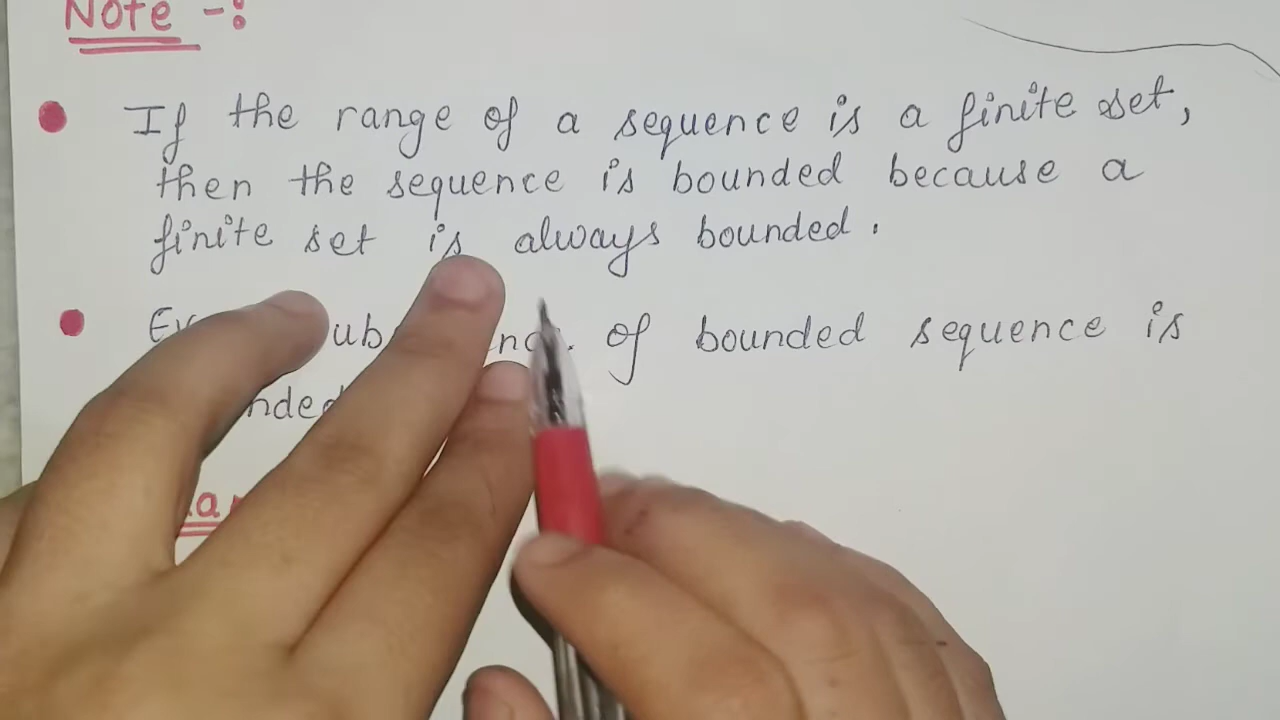 Note -:
If the range of a sequence is a finite set,
then the sequence is bounded because a
finite set is always bounded.
of bounded sequence is